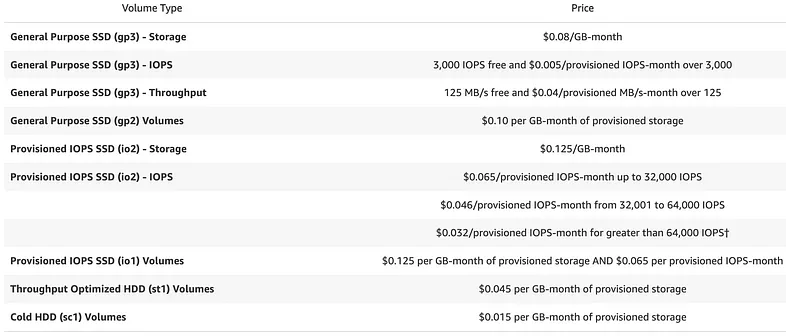 Volume Type Price
General Purpose SSD (gp3) - Storage $0.08/GB-month
General Purpose SSD (gp3) - IOPS 3,000 IOPS free and $0.005/provisioned IOPS-month over 3,000
General Purpose SSD (gp3) - Throughput 125 MB/s free and $0.04/provisioned MB/s-month over 125
General Purpose SSD (gp2) Volumes $0.10 per GB-month of provisioned storage
Provisioned IOPS SSD (io2) - Storage $0.125/GB-month
Provisioned IOPS SSD (io2) - IOPS $0.065/provisioned IOPS-month up to 32,000 IOPS
$0.046/provisioned IOPS-month from 32,001 to 64,000 IOPS
$0.032/provisioned IOPS-month for greater than 64,000 IOPS†
Provisioned IOPS SSD (io1) Volumes $0.125 per GB-month of provisioned storage AND $0.065 per provisioned IOPS-month
Throughput Optimized HDD (st1) Volumes $0.045 per GB-month of provisioned storage
Cold HDD (sc1) Volumes $0.015 per GB-month of provisioned storage